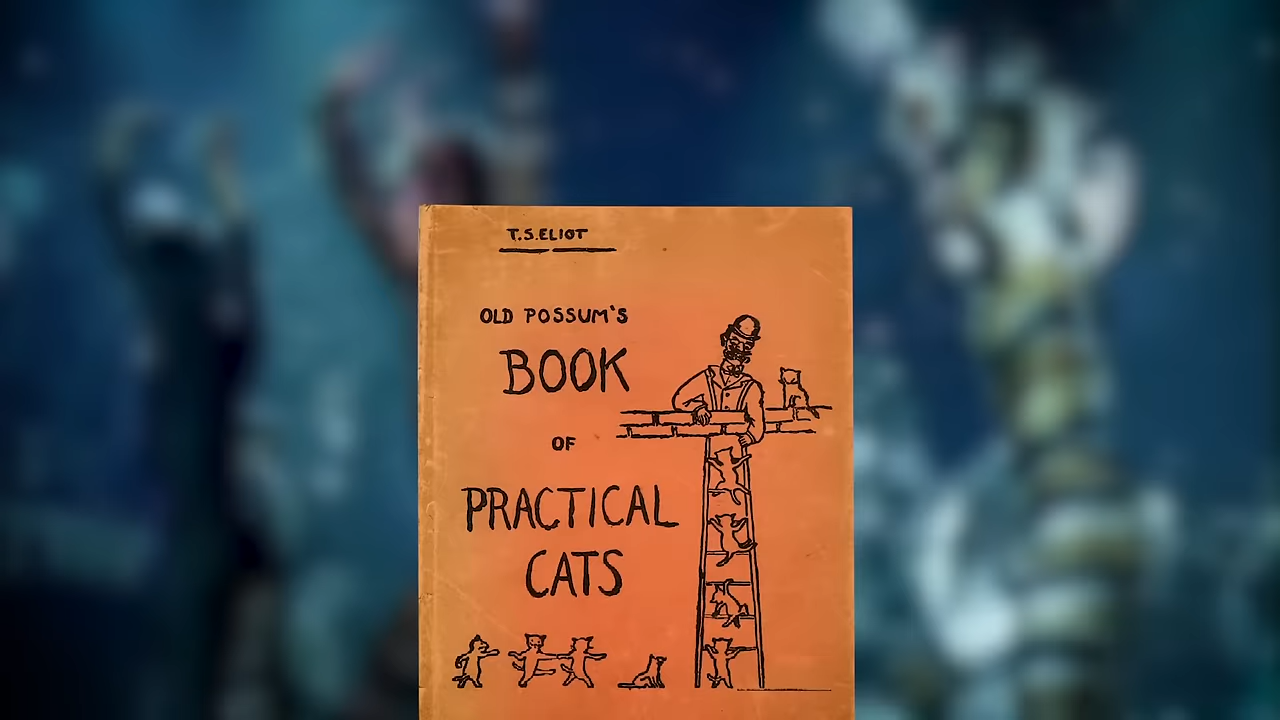 T.S.ELIOT
OLD POSSUM'S
BOOK
OF
PRACTICAL
CATS